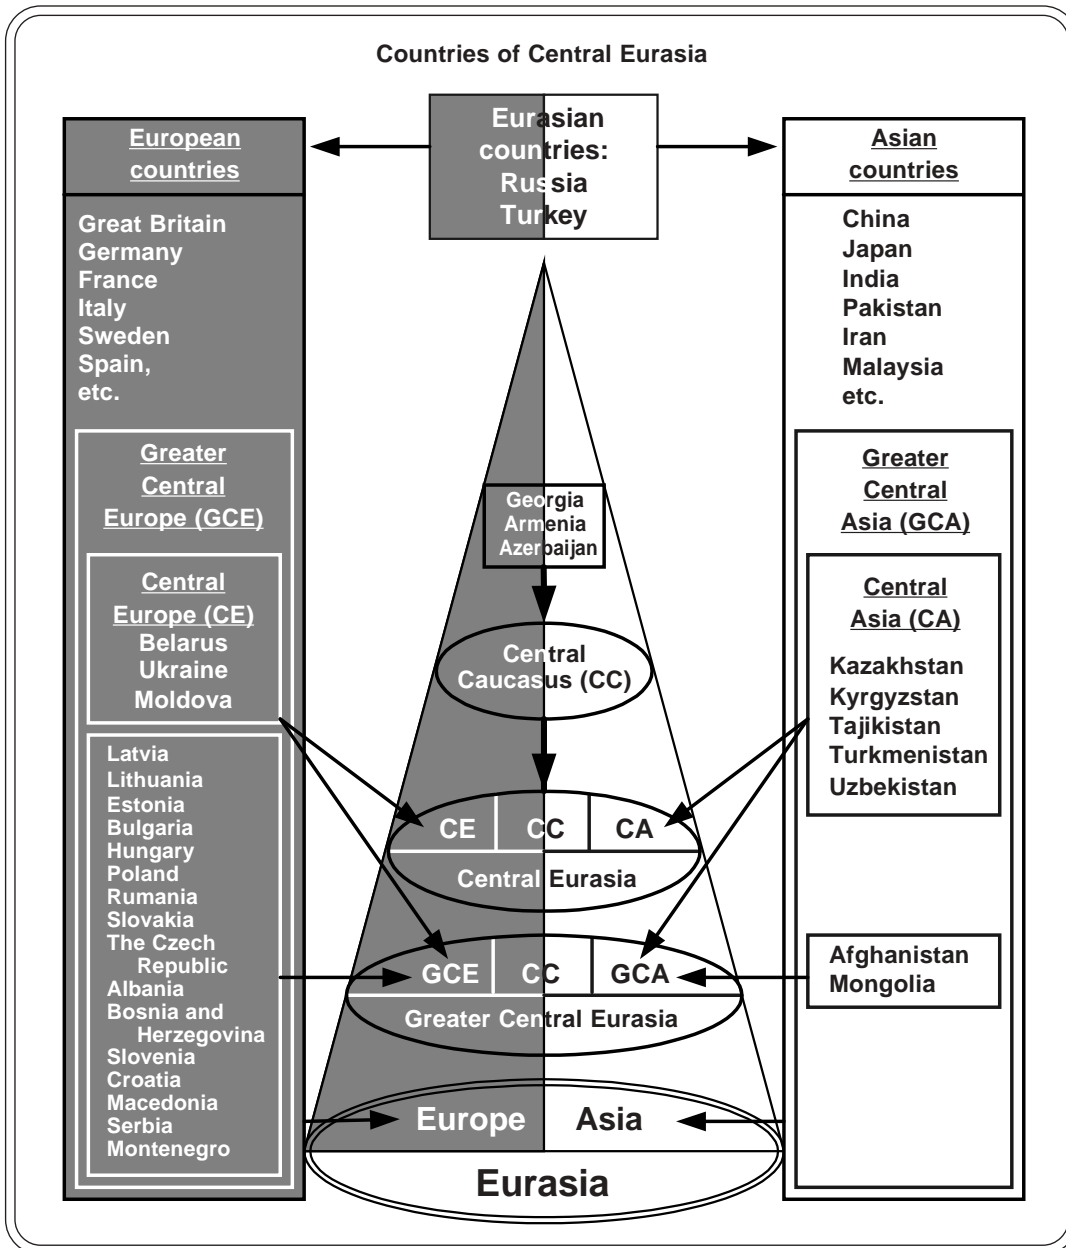 Countries of Central Eurasia
Eurasian
countries:
Russia
Turkey
European
countries
Great Britain
Germany
France
Italy
Sweden
Spain,
etc.
Greater
Central
Europe (GCE)
Central
Europe (CE)
Belarus
Ukraine
Moldova
Latvia
Lithuania
Estonia
Bulgaria
Hungary
Poland
Rumania
Slovakia
The Czech
Republic
Albania
Bosnia and
Herzegovina
Slovenia
Croatia
Macedonia
Serbia
Montenegro
Georgia
Armenia
Azerbaijan
Central
Caucasus (CC)
CE CC CA
Central Eurasia
GCE CC GCA
Greater Central Eurasia
Europe Asia
Eurasia
Asian
countries
China
Japan
India
Pakistan
Iran
Malaysia
etc.
Greater
Central
Asia (GCA)
Central
Asia (CA)
Kazakhstan
Kyrgyzstan
Tajikistan
Turkmenistan
Uzbekistan
Afghanistan
Mongolia